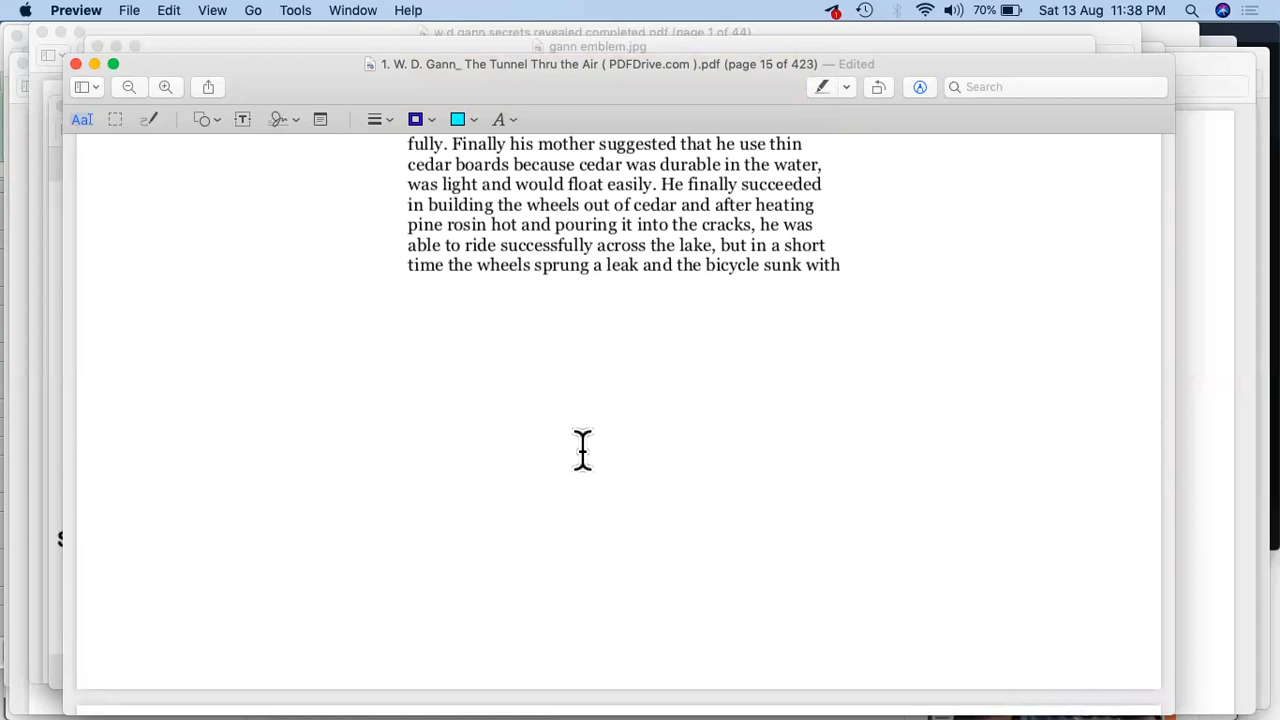 Preview File Edit View Go Tools Window Help
70% Sat 13 Aug 11:38 PM
w d gann secrets revealed completed.pdf (page 1 of 44)
gann emblem.jpg
1. W. D. Gann_ The Tunnel Thru the Air ( PDFDrive.com ).pdf (page 15 of 423) — Edited
Search
fully. Finally his mother suggested that he use thin
cedar boards because cedar was durable in the water,
was light and would float easily. He finally succeeded
in building the wheels out of cedar and after heating
pine rosin hot and pouring it into the cracks, he was
able to ride successfully across the lake, but in a short
time the wheels sprung a leak and the bicycle sunk with